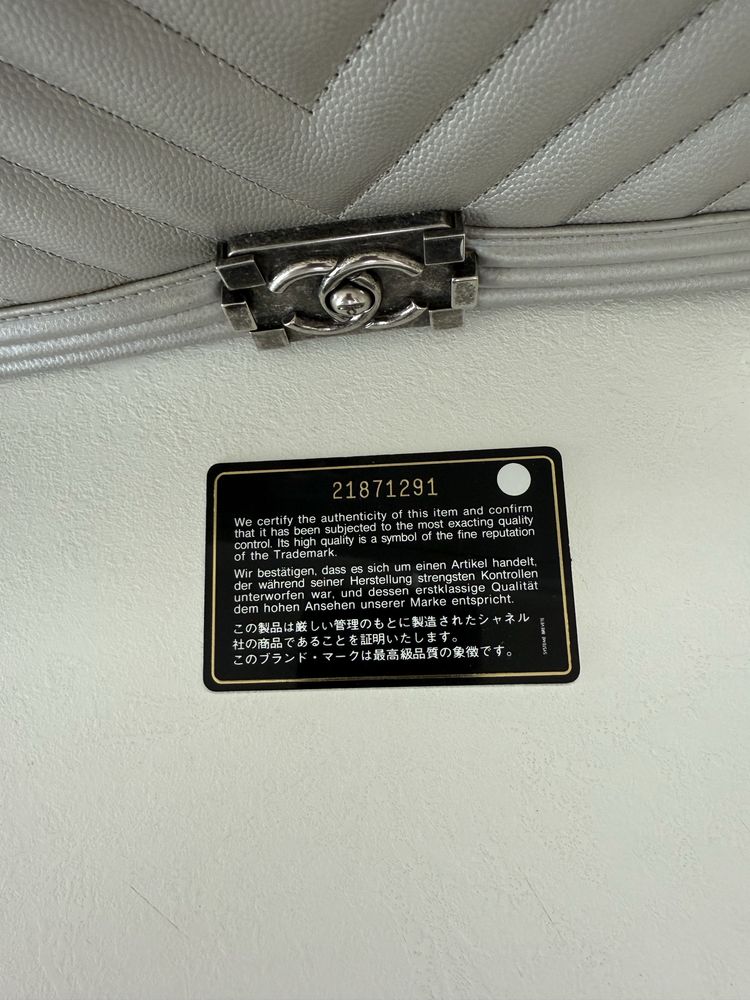 21871291
We certify the authenticity of this item and confirm
that it has been subjected to the most exacting quality
control. Its high quality is a symbol of the fine reputation
of the Trademark.
Wir bestätigen, dass es sich um einen Artikel handelt,
der während seiner Herstellung strengsten Kontrollen
unterworfen war, und dessen erstklassige Qualität
dem hohen Ansehen unserer Marke entspricht.
この製品は厳しい管理のもとに製造されたシャネル
社の商品であることを証明いたします。
このブランド・マークは最高級品質の象徴です。
SYSTEME BREVETE